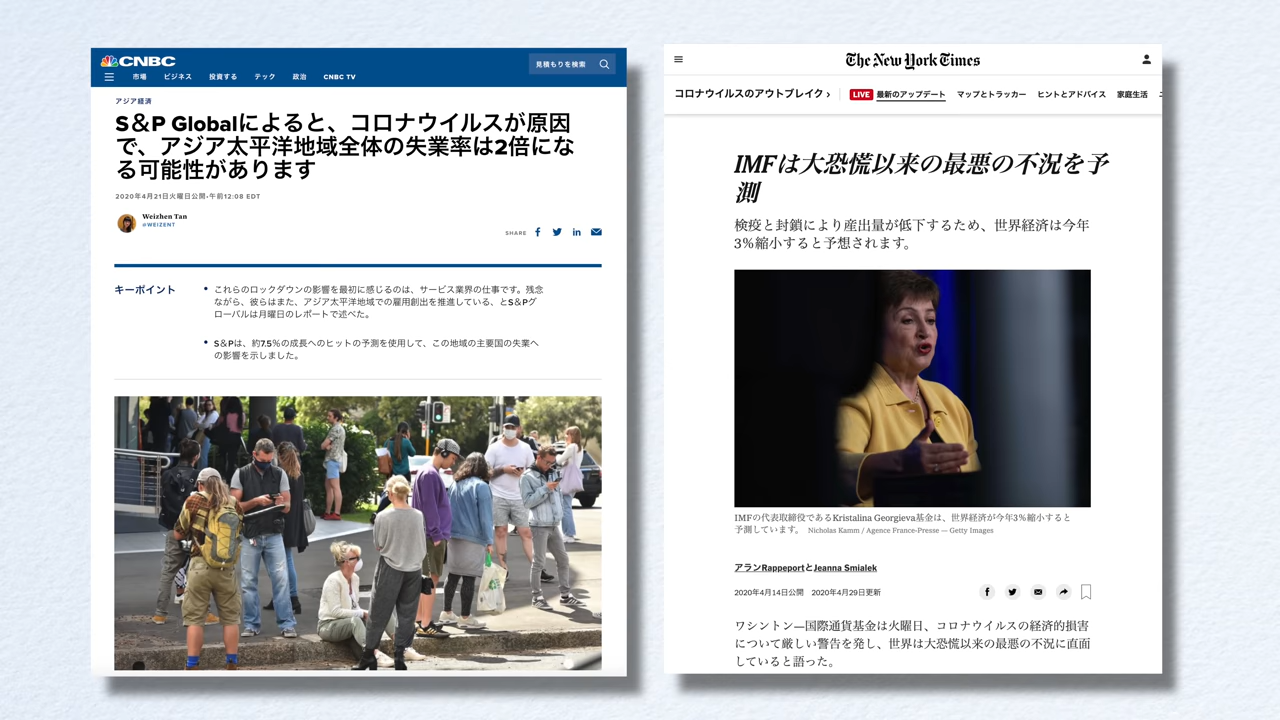 CNBC
見積もりを検索
市場 ビジネス 投資する テック 政治 CNBC TV
アジア経済
S&P Globalによると、コロナウイルスが原因
で、アジア太平洋地域全体の失業率は2倍にな
る可能性があります
2020年4月21日火曜日公開•午前12:08 EDT
Weizhen Tan
@WEIZENT
SHARE
キーポイント
これらのロックダウンの影響を最初に感じるのは、サービス業界の仕事です。残念
ながら、彼らはまた、アジア太平洋地域での雇用創出を推進している、とS&Pグ
ローバルは月曜日のレポートで述べた。
S&Pは、約7.5%の成長へのヒットの予測を使用して、この地域の主要国の失業へ
の影響を示しました。
The New York Times
コロナウイルスのアウトブレイク › LIVE 最新のアップデート マップとトラッカー ヒントとアドバイス 家庭生活
IMFは大恐慌以来の最悪の不況を予
測
検疫と封鎖により産出量が低下するため、世界経済は今年
3%縮小すると予想されます。
IMFの代表取締役であるKristalina Georgieva基金は、世界経済が今年3%縮小すると
予測しています。 Nicholas Kamm / Agence France-Presse — Getty Images
アランRappeportとJeanna Smialek
2020年4月14日公開 2020年4月29日更新
ワシントン—国際通貨基金は火曜日、コロナウイルスの経済的損害
について厳しい警告を発し、世界は大恐慌以来の最悪の不況に直面
していると語った。